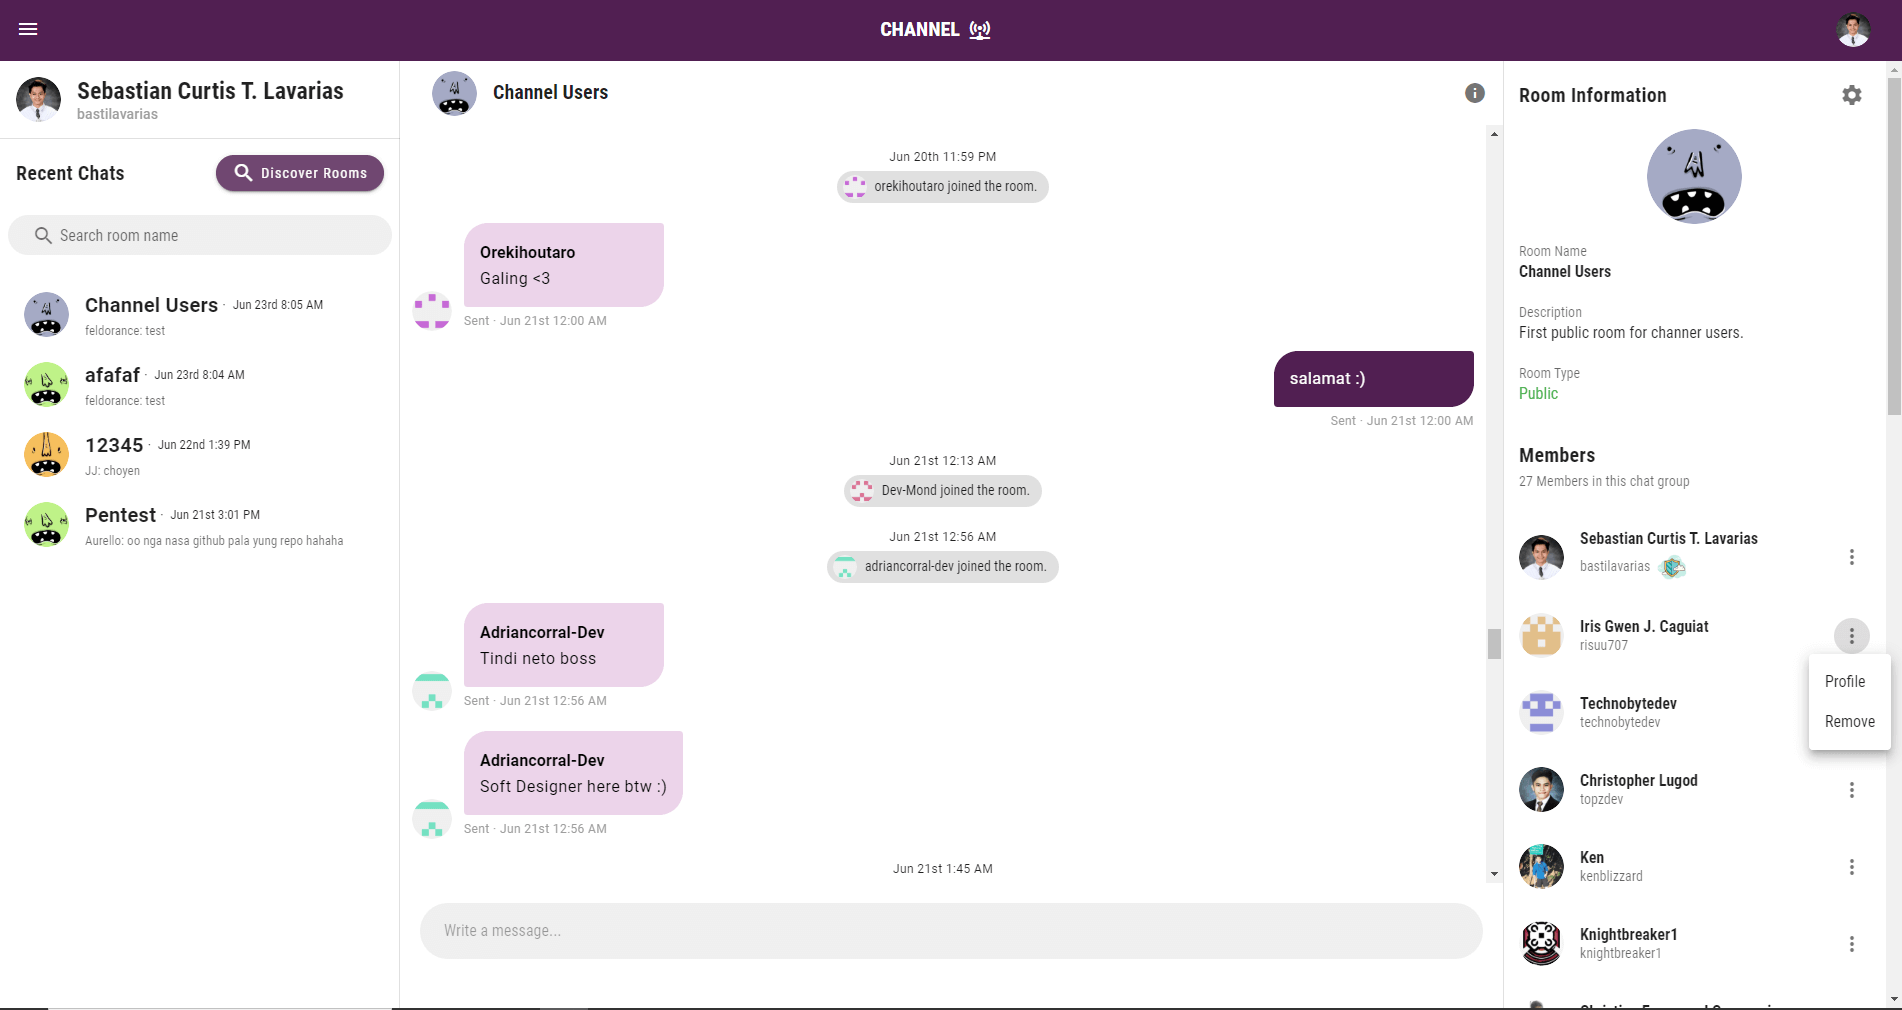 CHANNEL
Sebastian Curtis T. Lavarias
bastilavarias
Recent Chats
Discover Rooms
Search room name
Channel Users · Jun 23rd 8:05 AM
feldorance: test
afafaf · Jun 23rd 8:04 AM
feldorance: test
12345 · Jun 22nd 1:39 PM
JJ: choyen
Pentest · Jun 21st 3:01 PM
Aurello: oo nga nasa github pala yung repo hahaha
Channel Users
Jun 20th 11:59 PM
orekihoutaro joined the room.
Orekihoutaro
Galing <3
Sent · Jun 21st 12:00 AM
salamat :)
Sent · Jun 21st 12:00 AM
Jun 21st 12:13 AM
Dev-Mond joined the room.
Jun 21st 12:56 AM
adriancorral-dev joined the room.
Adriancorral-Dev
Tindi neto boss
Sent · Jun 21st 12:56 AM
Adriancorral-Dev
Soft Designer here btw :)
Sent · Jun 21st 12:56 AM
Jun 21st 1:45 AM
Write a message...
Room Information
Room Name
Channel Users
Description
First public room for channer users.
Room Type
Public
Members
27 Members in this chat group
Sebastian Curtis T. Lavarias
bastilavarias
Iris Gwen J. Caguiat
risuu707
Profile
Remove
Technobytedev
technobytedev
Christopher Lugod
topzdev
Ken
kenblizzard
Knightbreaker1
knightbreaker1